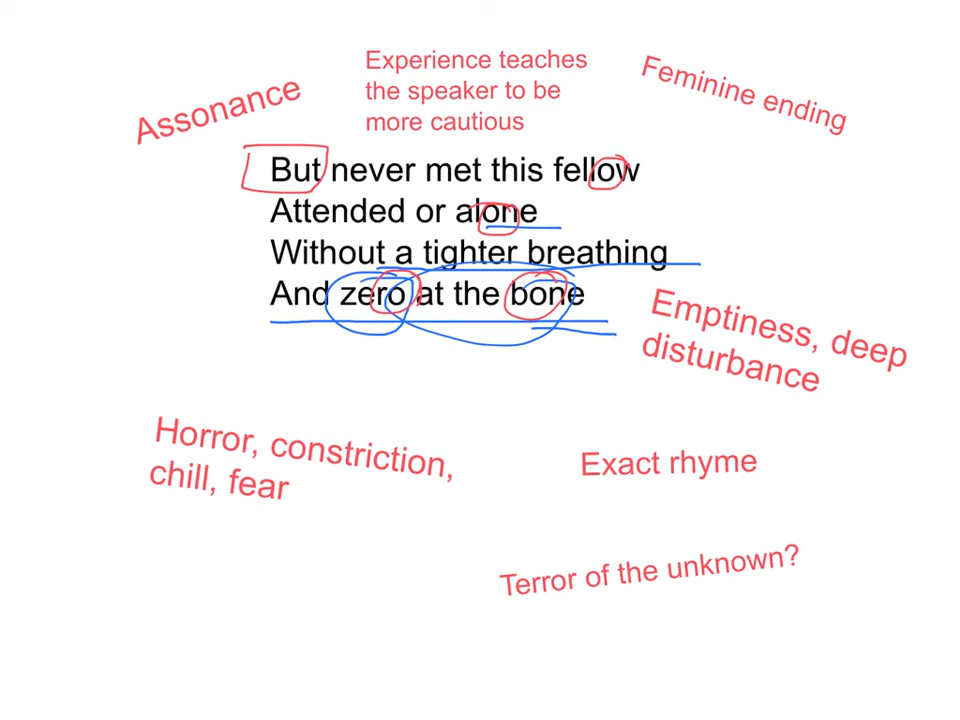 Experience teaches
the speaker to be
more cautious
Feminine ending
Assonance
But never met this fellow
Attended or alone
Without a tighter breathing
And zero at the bone
Emptiness, deep
disturbance
Horror, constriction,
chill, fear
Exact rhyme
Terror of the unknown?